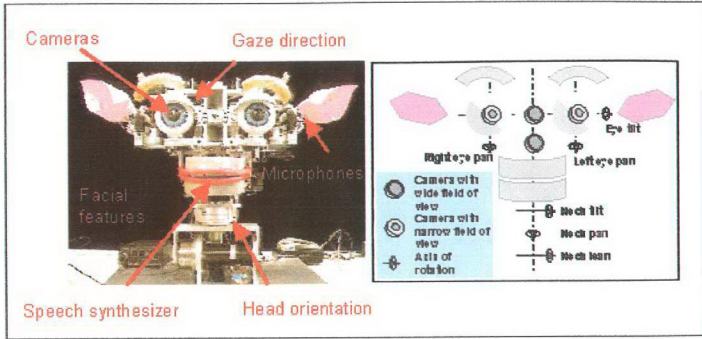 Cameras
Gaze direction
Microphones
Facial
features
Speech synthesizer
Head orientation
Eye tilt
Right eye pan
Left eye pan
Camera with
wide field of
view
Camera with
narrow field of
view
Axis of
rotation
Neck tilt
Neck pan
Neck lean